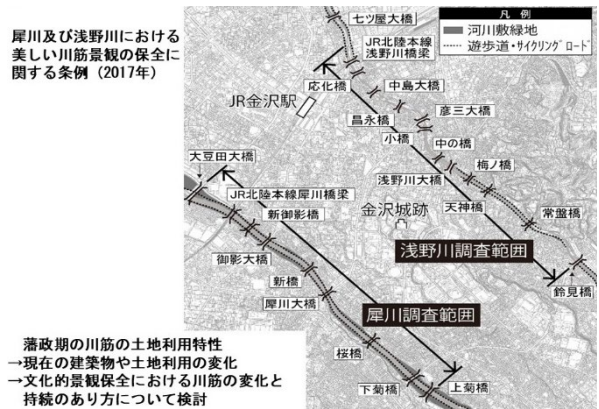 犀川及び浅野川における
美しい川筋景観の保全に
関する条例（2017年）
凡 例
河川敷緑地
遊歩道・サイクリングロード
七ツ屋大橋
JR北陸本線
浅野川橋梁
応化橋
中島大橋
JR金沢駅
昌永橋
彦三大橋
小橋
中の橋
大豆田大橋
梅ノ橋
浅野川大橋
JR北陸本線犀川橋梁
天神橋
常盤橋
新御影橋
金沢城跡
浅野川調査範囲
御影大橋
鈴見橋
新橋
犀川大橋
犀川調査範囲
桜橋
下菊橋
上菊橋
藩政期の川筋の土地利用特性
→現在の建築物や土地利用の変化
→文化的景観保全における川筋の変化と
持続のあり方について検討